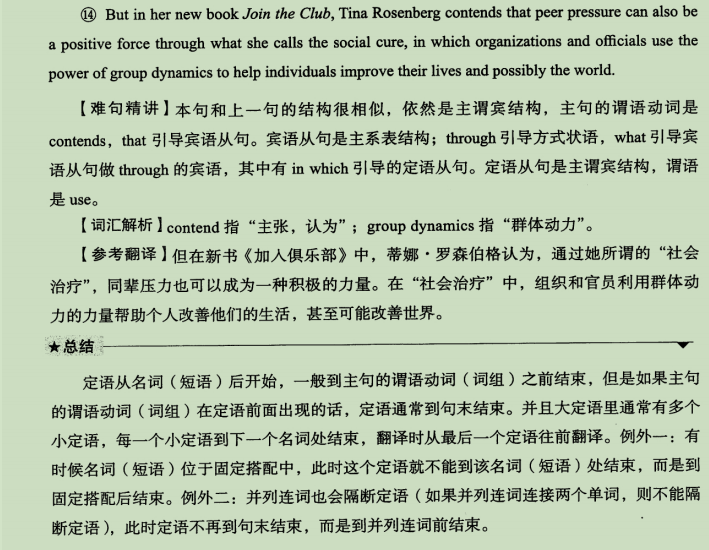 ⑭ But in her new book Join the Club, Tina Rosenberg contends that peer pressure can also be
a positive force through what she calls the social cure, in which organizations and officials use the
power of group dynamics to help individuals improve their lives and possibly the world.
【难句精讲】本句和上一句的结构很相似，依然是主谓宾结构，主句的谓语动词是
contends，that 引导宾语从句。宾语从句是主系表结构；through 引导方式状语，what 引导宾
语从句做 through 的宾语，其中有 in which 引导的定语从句。定语从句是主谓宾结构，谓语
是 use。
【词汇解析】contend 指“主张，认为”；group dynamics 指“群体动力”。
【参考翻译】但在新书《加入俱乐部》中，蒂娜·罗森伯格认为，通过她所谓的“社会
治疗”，同辈压力也可以成为一种积极的力量。在“社会治疗”中，组织和官员利用群体动
力的力量帮助个人改善他们的生活，甚至可能改善世界。
★总结
定语从名词（短语）后开始，一般到主句的谓语动词（词组）之前结束，但是如果主句
的谓语动词（词组）在定语前面出现的话，定语通常到句末结束。并且大定语里通常有多个
小定语，每一个小定语到下一个名词处结束，翻译时从最后一个定语往前翻译。例外一：有
时候名词（短语）位于固定搭配中，此时这个定语就不能到该名词（短语）处结束，而是到
固定搭配后结束。例外二：并列连词也会隔断定语（如果并列连词连接两个单词，则不能隔
断定语），此时定语不再到句末结束，而是到并列连词前结束。